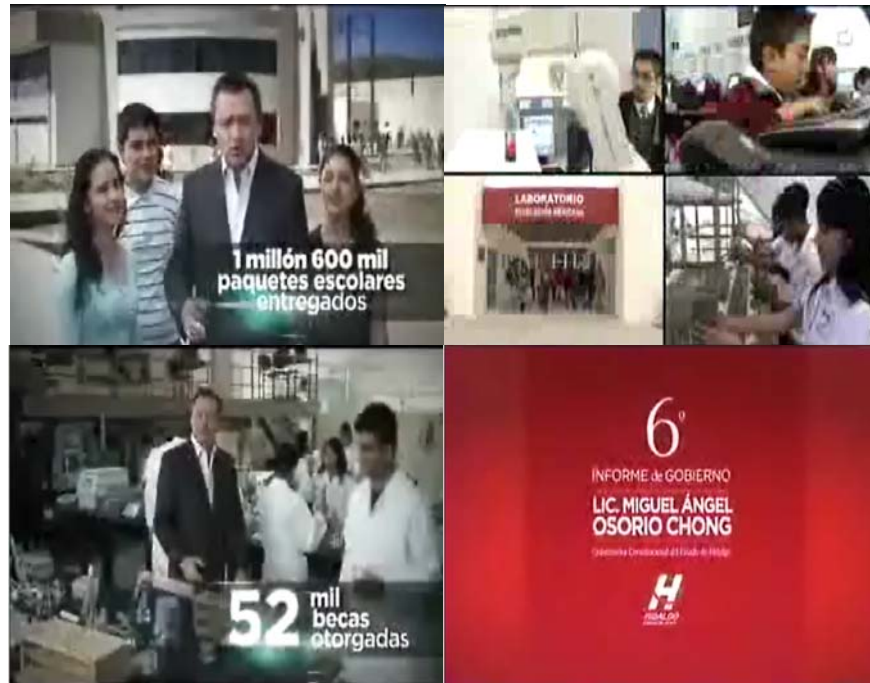 1 millón 600 mil
paquetes escolares
entregados
LABORATORIO
52 mil
becas
otorgadas
6º
INFORME de GOBIERNO
LIC. MIGUEL ÁNGEL
OSORIO CHONG
Gobernador Constitucional del Estado de Hidalgo
HIDALGO